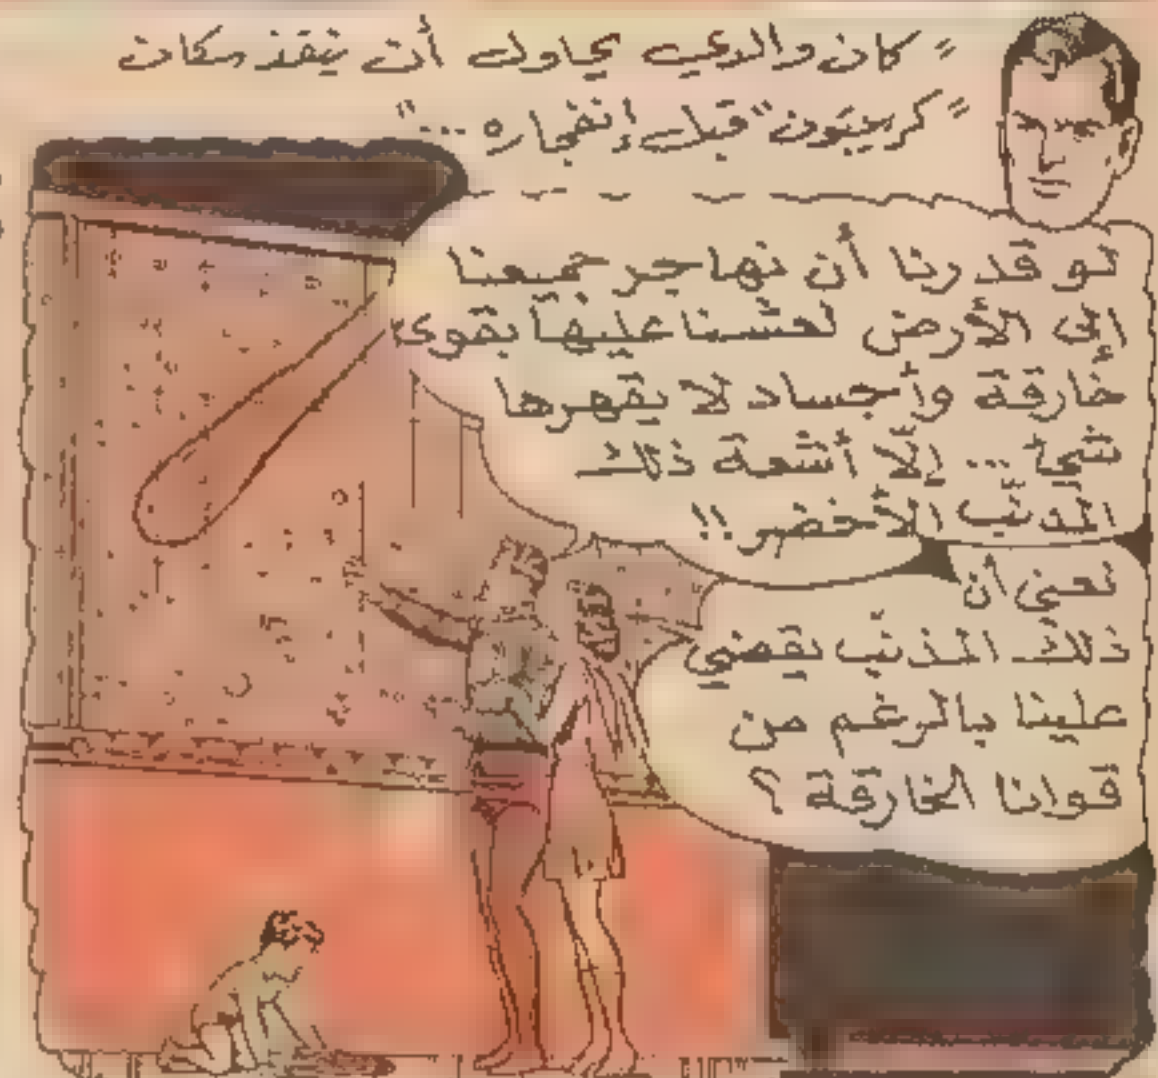 "كان والدي يحاول أن ينقذ سكان
"كريبتون" قبل إنفجاره ..."
لو قدرنا أن نهاجر جميعنا
إلى الأرض لعشنا عليها بقوى
خارقة وأجساد لا يقهرها
شيء ... إلّا أشعة ذلك
المذنّب الأخضر !!
تعني أن
ذلك المذنّب يقضي
علينا بالرغم من
قوانا الخارقة ؟